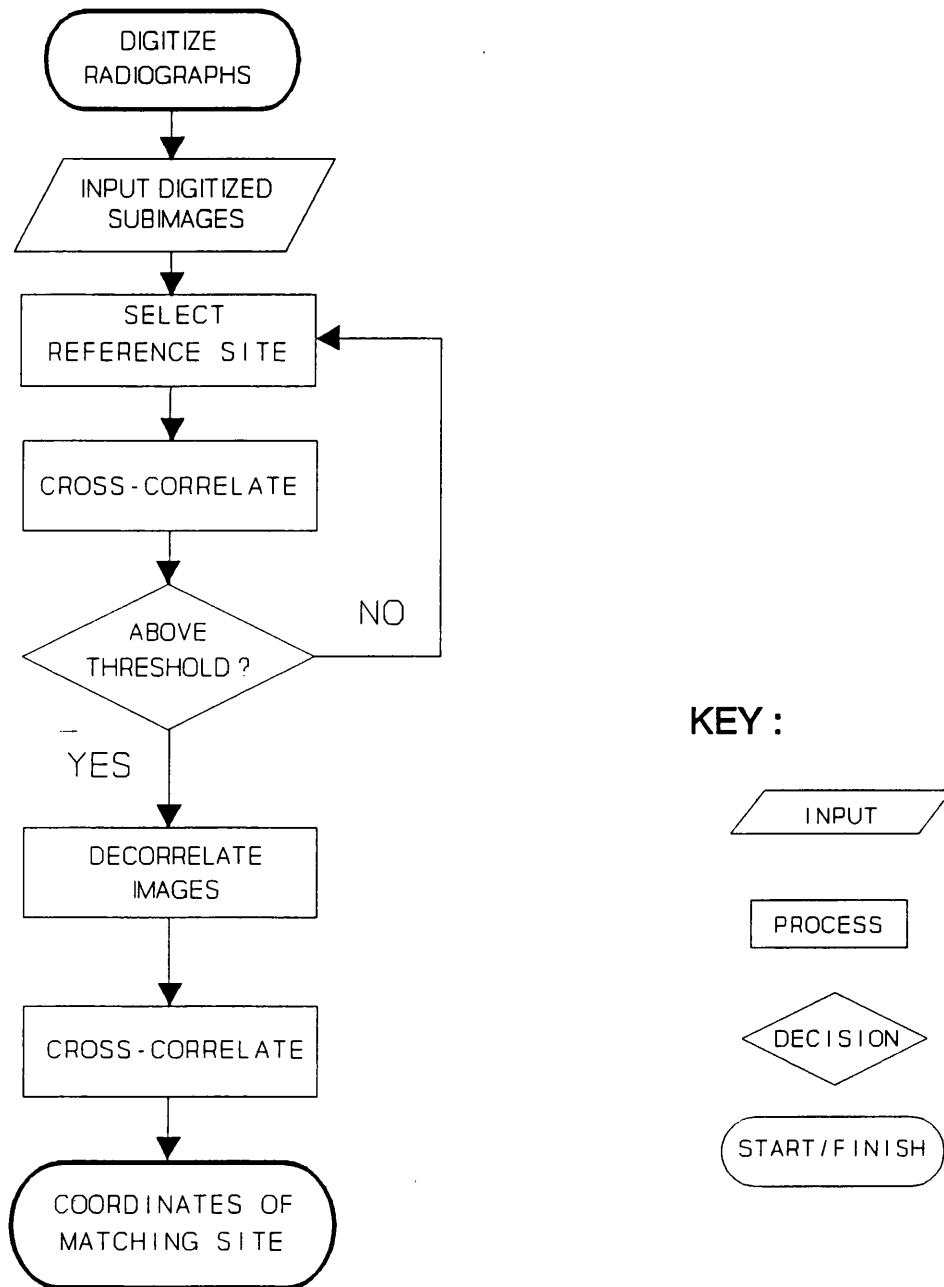 DIGITIZE
RADIOGRAPHS
INPUT DIGITIZED
SUBIMAGES
SELECT
REFERENCE SITE
CROSS-CORRELATE
ABOVE
THRESHOLD?
NO
YES
DECORRELATE
IMAGES
CROSS-CORRELATE
COORDINATES OF
MATCHING SITE
KEY:
INPUT
PROCESS
DECISION
START/FINISH